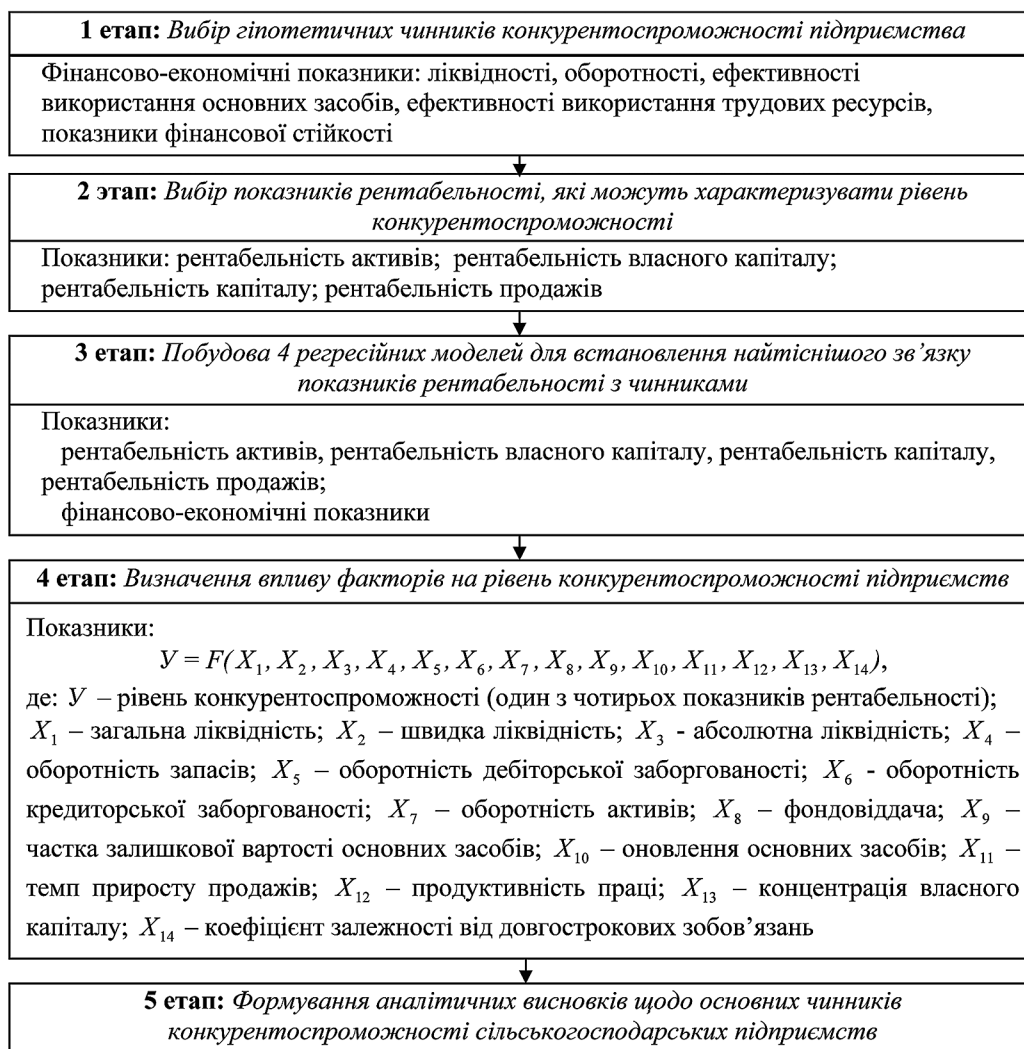 1 етап: Вибір гіпотетичних чинників конкурентоспроможності підприємства
Фінансово-економічні показники: ліквідності, оборотності, ефективності
використання основних засобів, ефективності використання трудових ресурсів,
показники фінансової стійкості
2 этап: Вибір показників рентабельності, які можуть характеризувати рівень
конкурентоспроможності
Показники: рентабельність активів; рентабельність власного капіталу;
рентабельність капіталу; рентабельність продажів
3 етап: Побудова 4 регресійних моделей для встановлення найтіснішого зв’язку
показників рентабельності з чинниками
Показники:
рентабельність активів, рентабельність власного капіталу, рентабельність капіталу,
рентабельність продажів;
фінансово-економічні показники
4 етап: Визначення впливу факторів на рівень конкурентоспроможності підприємств
Показники:
У = F( X₁, X₂, X₃, X₄, X₅, X₆, X₇, X₈, X₉, X₁₀, X₁₁, X₁₂, X₁₃, X₁₄),
де: У – рівень конкурентоспроможності (один з чотирьох показників рентабельності);
X₁ – загальна ліквідність; X₂ – швидка ліквідність; X₃ - абсолютна ліквідність; X₄ –
оборотність запасів; X₅ – оборотність дебіторської заборгованості; X₆ - оборотність
кредиторської заборгованості; X₇ – оборотність активів; X₈ – фондовіддача; X₉ –
частка залишкової вартості основних засобів; X₁₀ – оновлення основних засобів; X₁₁ –
темп приросту продажів; X₁₂ – продуктивність праці; X₁₃ – концентрація власного
капіталу; X₁₄ – коефіцієнт залежності від довгострокових зобов’язань
5 етап: Формування аналітичних висновків щодо основних чинників
конкурентоспроможності сільськогосподарських підприємств